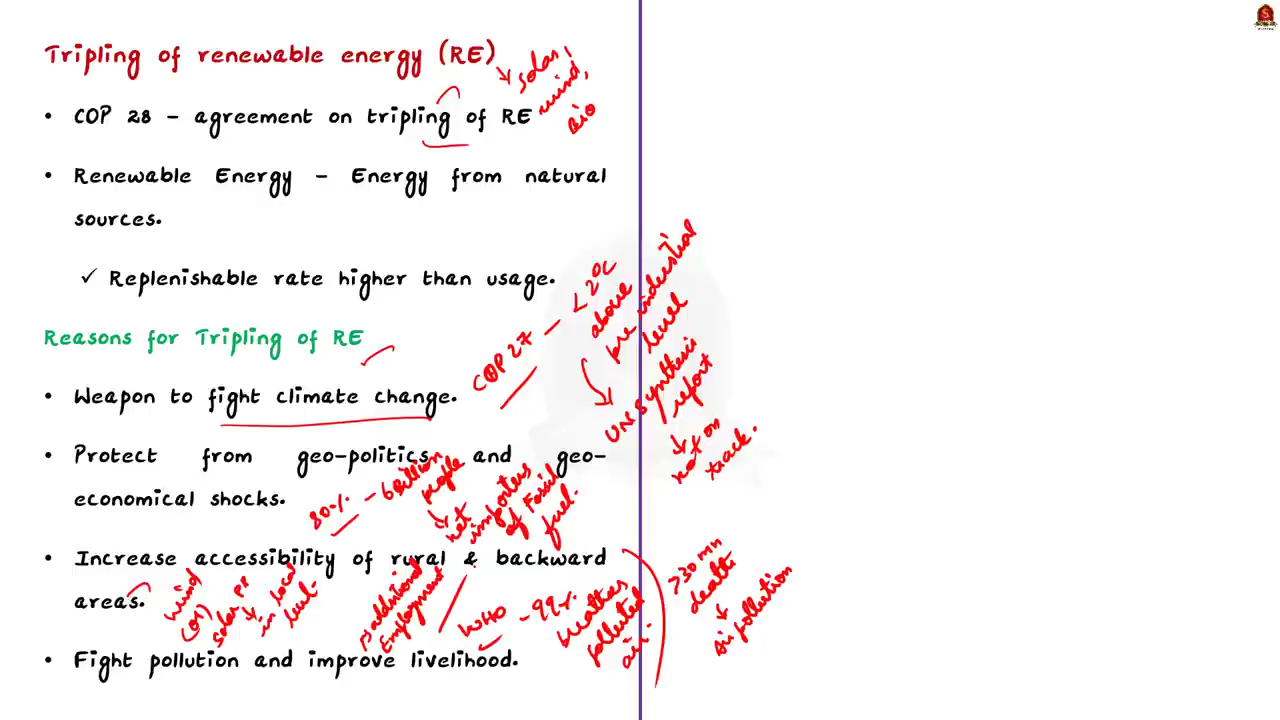 Tripling of renewable energy (RE)
solar,
wind,
• COP 28 - agreement on tripling of RE
• Renewable Energy - Energy from natural
sources.
✓ Replenishable rate higher than usage.
Reasons for Tripling of RE
COP 27 - < 2°C
above
pre industrial
level
UN synthesis
report
not on
track.
• Weapon to fight climate change.
• Protect from geo-politics and geo-
economical shocks.
80% - 6 billion
people
net
importers
of Fossil
fuel.
• Increase accessibility of rural & backward
areas.
wind
(or)
solar
in local
level.
additional
Employment
WHO - 99%
breathes
polluted
air.
>30 mn
death
air pollution
• Fight pollution and improve livelihood.